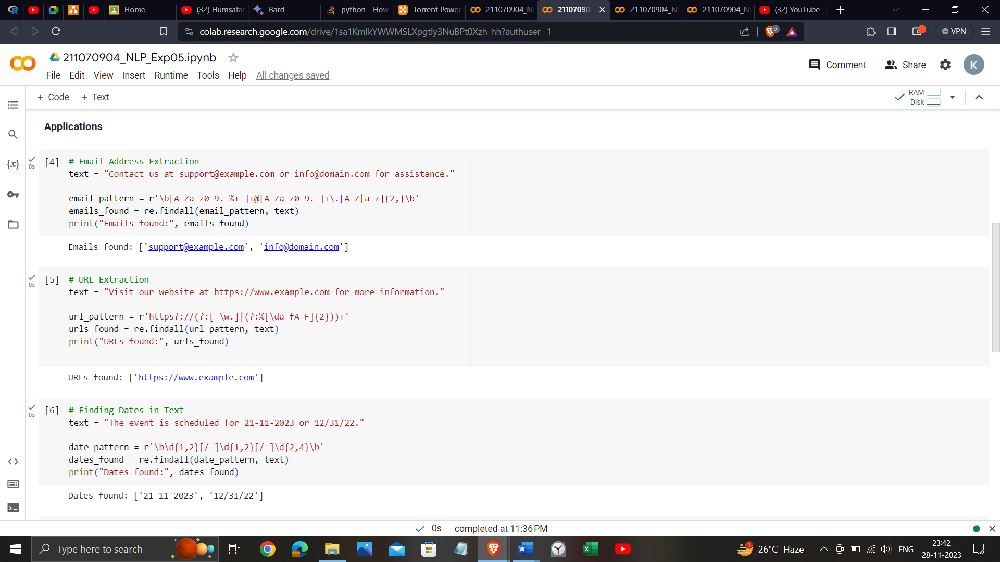 Home
(32) Humsafar
Bard
python - How
Torrent Power
211070904_NL
211070904
211070904_NL
211070904_NL
(32) YouTube
colab.research.google.com/drive/1sa1KmlkYWWMSLXpgtly3NuBPt0Xzh-hh?authuser=1
2
VPN
211070904_NLP_Exp05.ipynb
File Edit View Insert Runtime Tools Help All changes saved
Comment
Share
K
+ Code + Text
RAM
Disk
Applications
[4] # Email Address Extraction
0s
text = "Contact us at support@example.com or info@domain.com for assistance."
email_pattern = r'\b[A-Za-z0-9._%+-]+@[A-Za-z0-9.-]+\.[A-Z|a-z]{2,}\b'
emails_found = re.findall(email_pattern, text)
print("Emails found:", emails_found)
Emails found: ['support@example.com', 'info@domain.com']
[5] # URL Extraction
0s
text = "Visit our website at https://www.example.com for more information."
url_pattern = r'https?://(?:[-\w.]|(?:%[\da-fA-F]{2}))+'
urls_found = re.findall(url_pattern, text)
print("URLs found:", urls_found)
URLs found: ['https://www.example.com']
[6] # Finding Dates in Text
0s
text = "The event is scheduled for 21-11-2023 or 12/31/22."
date_pattern = r'\b\d{1,2}[/-]\d{1,2}[/-]\d{2,4}\b'
dates_found = re.findall(date_pattern, text)
print("Dates found:", dates_found)
Dates found: ['21-11-2023', '12/31/22']
0s completed at 11:36 PM
Type here to search
1
26°C Haze
ENG
23:42
28-11-2023